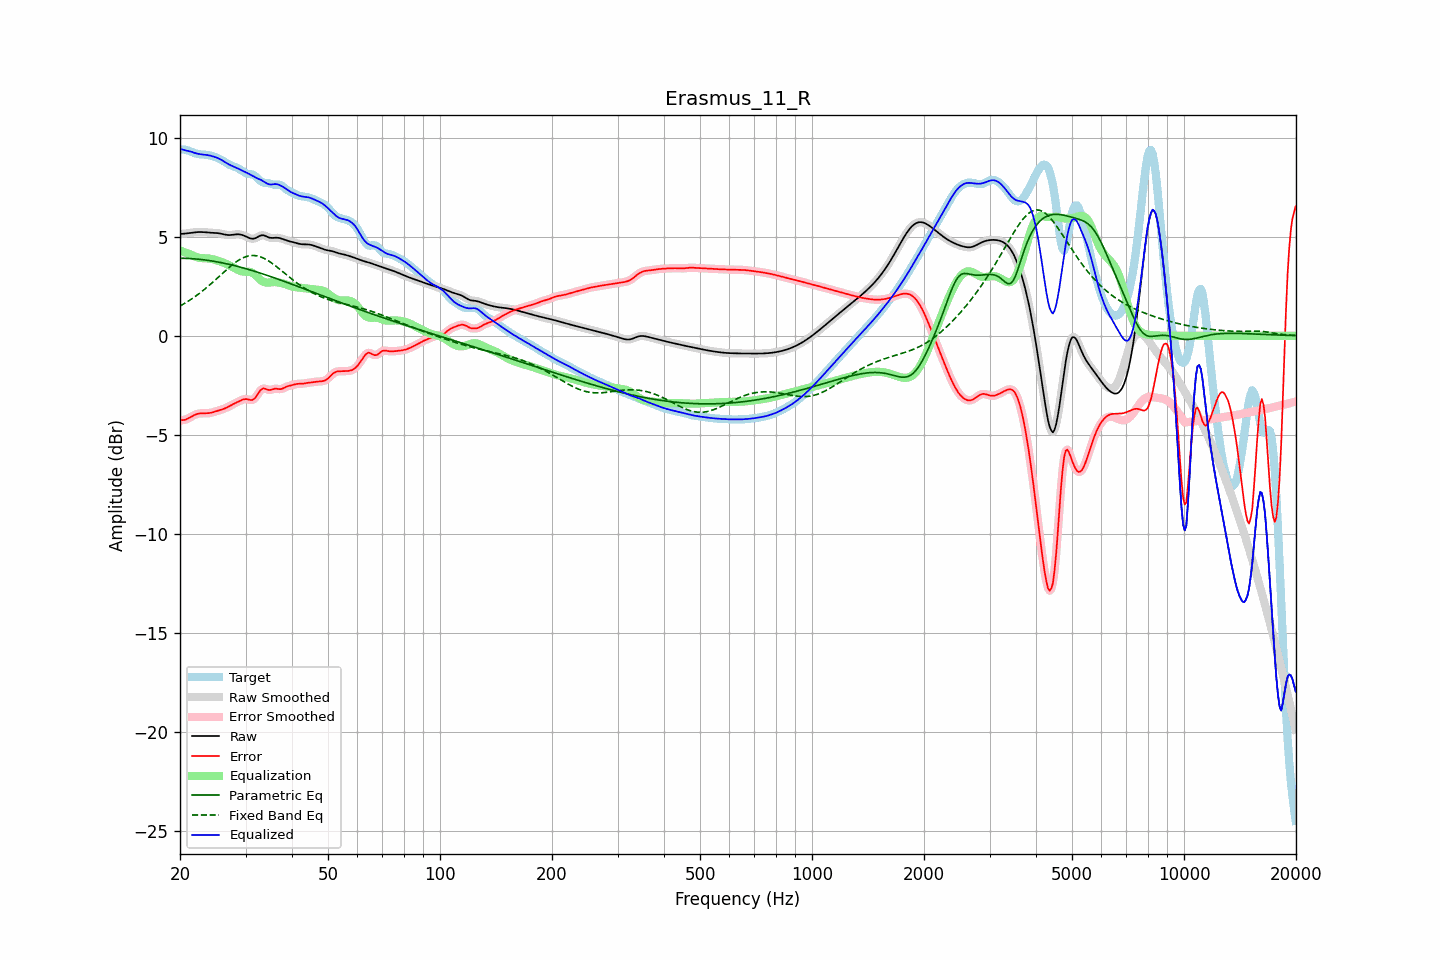 Erasmus_11_R
Amplitude (dBr)
10
5
0
−5
−10
−15
−20
−25
Target
Raw Smoothed
Error Smoothed
Raw
Error
Equalization
Parametric Eq
Fixed Band Eq
Equalized
20 50 100 200 500 1000 2000 5000 10000 20000
Frequency (Hz)